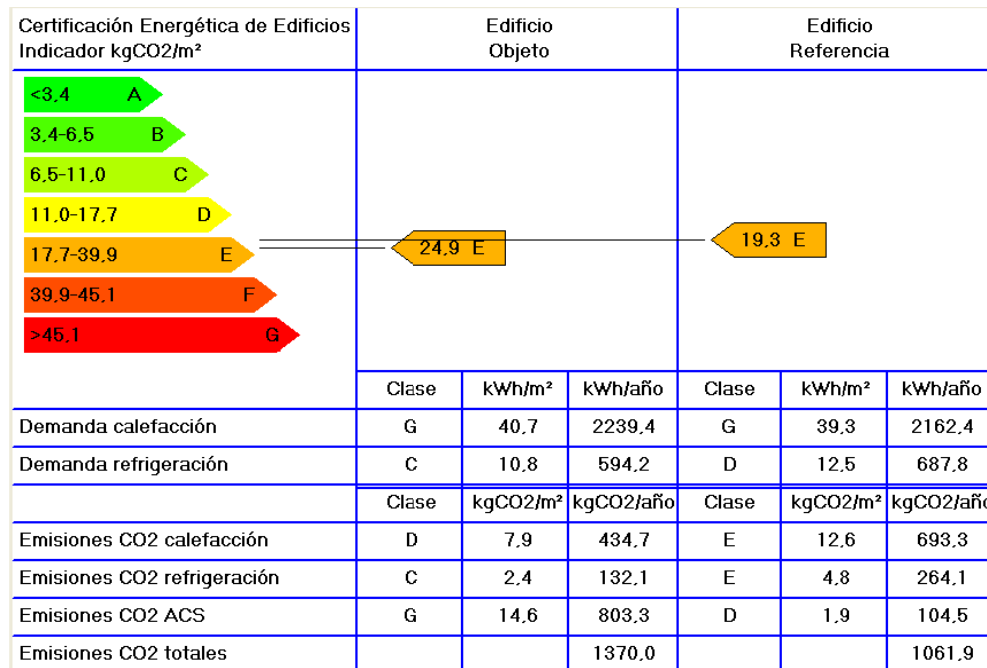 Certificación Energética de Edificios
Indicador kgCO2/m²
Edificio
Objeto
Edificio
Referencia
<3,4 A
3,4-6,5 B
6,5-11,0 C
11,0-17,7 D
17,7-39,9 E
39,9-45,1 F
>45,1 G
24,9 E
19,3 E
Clase kWh/m² kWh/año Clase kWh/m² kWh/año
Demanda calefacción G 40,7 2239,4 G 39,3 2162,4
Demanda refrigeración C 10,8 594,2 D 12,5 687,8
Clase kgCO2/m² kgCO2/año Clase kgCO2/m² kgCO2/año
Emisiones CO2 calefacción D 7,9 434,7 E 12,6 693,3
Emisiones CO2 refrigeración C 2,4 132,1 E 4,8 264,1
Emisiones CO2 ACS G 14,6 803,3 D 1,9 104,5
Emisiones CO2 totales 1370,0 1061,9